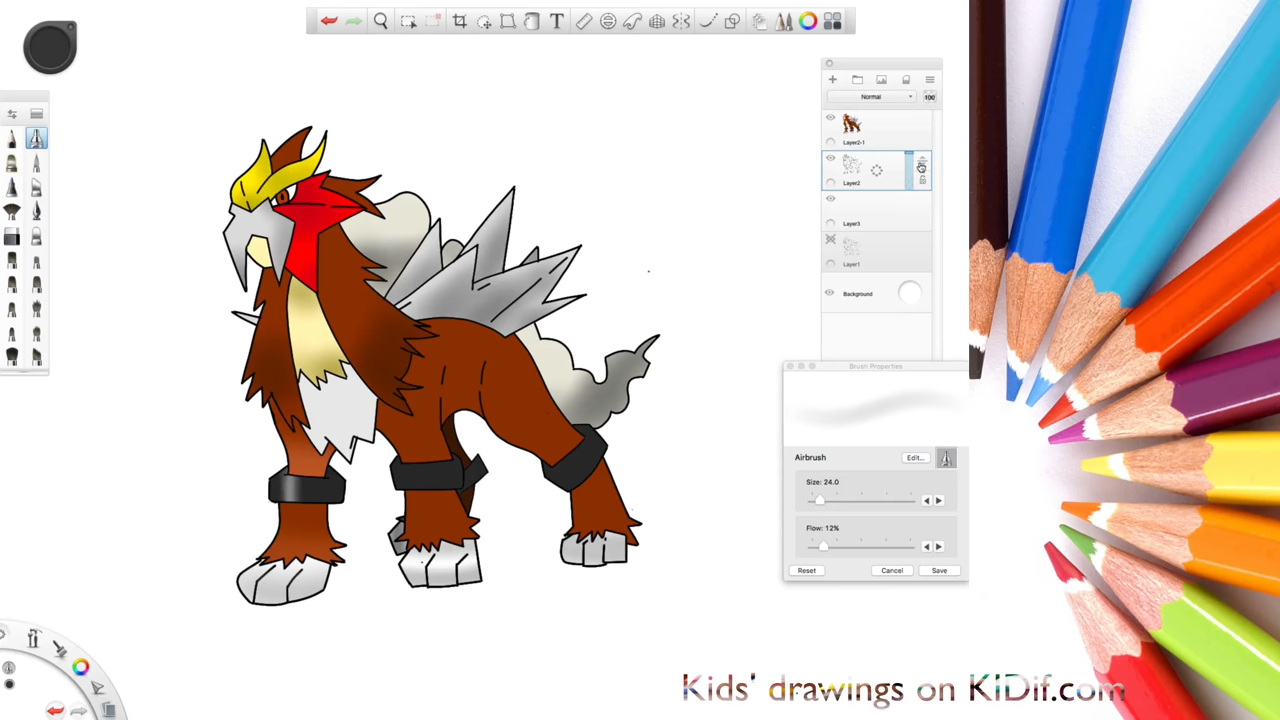 T
Normal
100
Layer2-1
Layer2
Layer3
Layer1
Background
Brush Properties
Airbrush
Edit...
Size: 24.0
Flow: 12%
Reset
Cancel
Save
Kids' drawings on KIDif.com